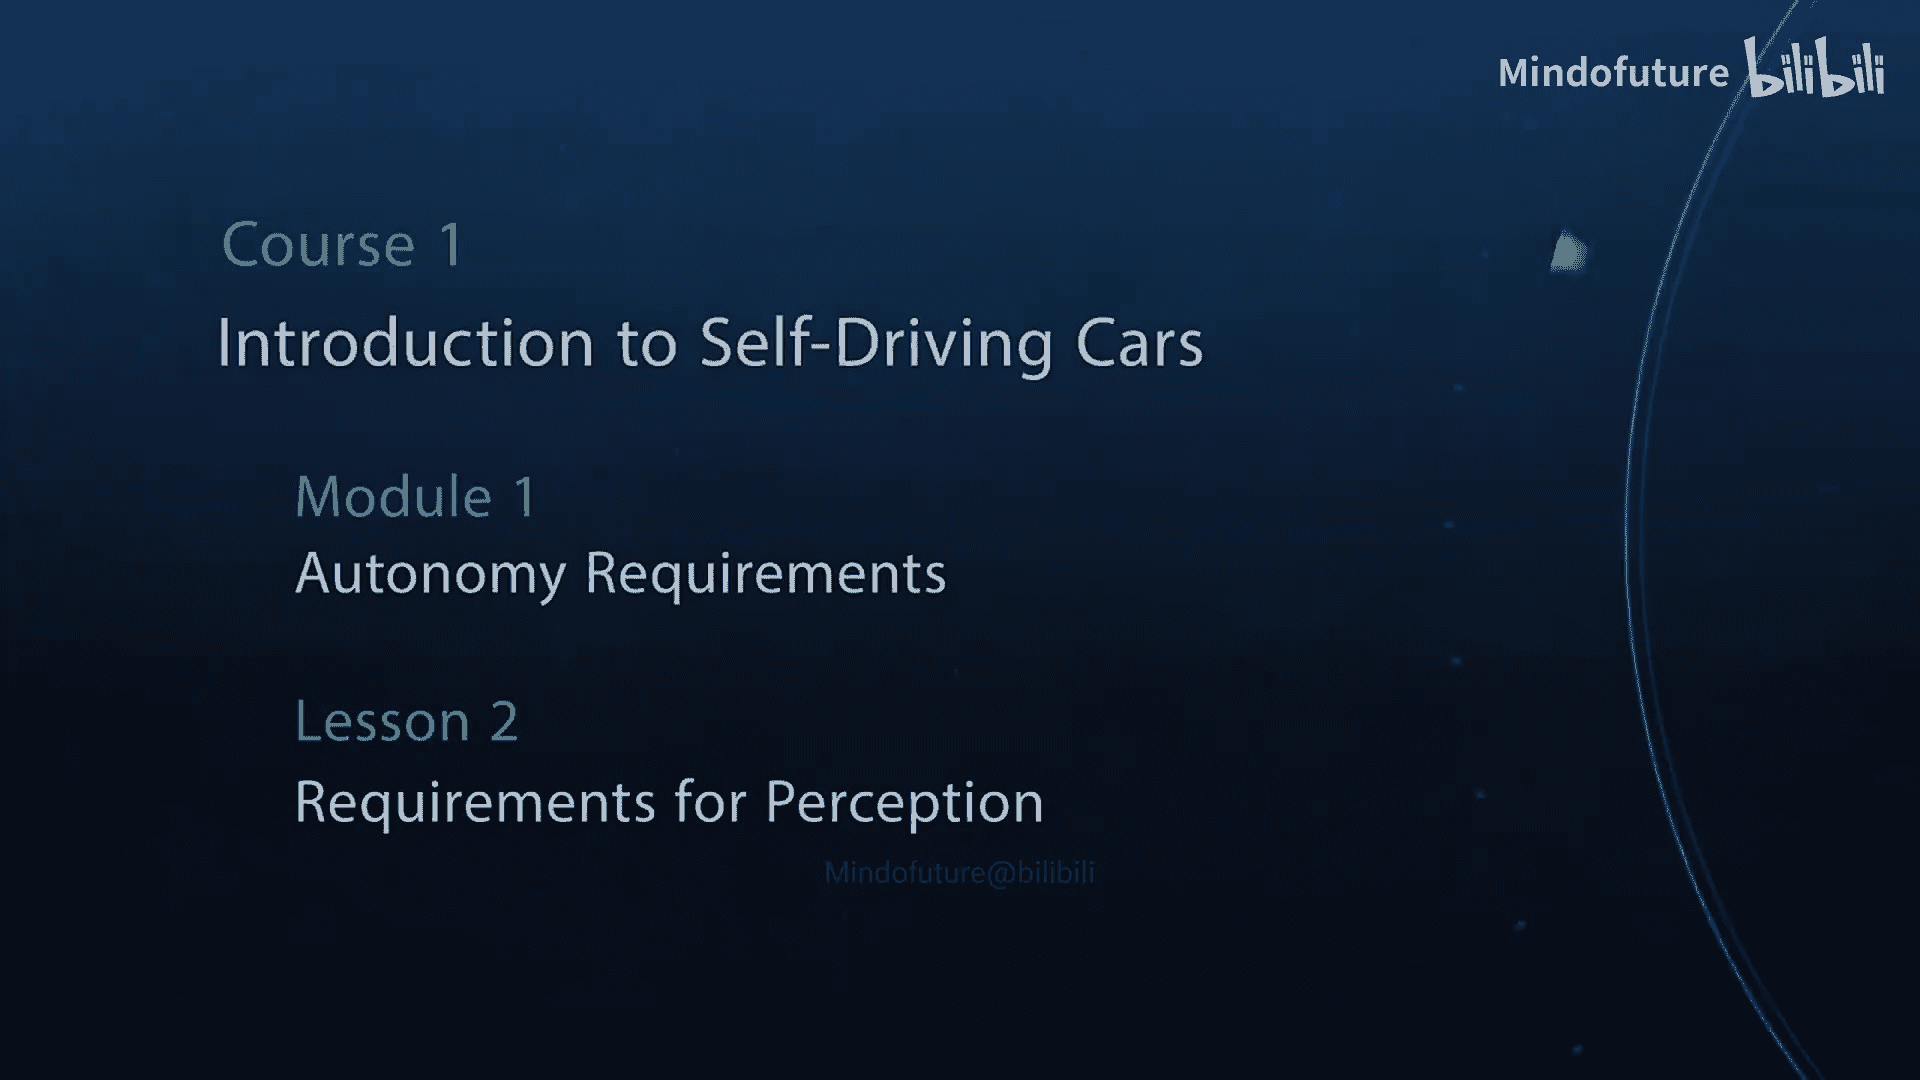 Mindofuture bilibili
Course 1
Introduction to Self-Driving Cars
Module 1
Autonomy Requirements
Lesson 2
Requirements for Perception
Mindofuture@bilibili